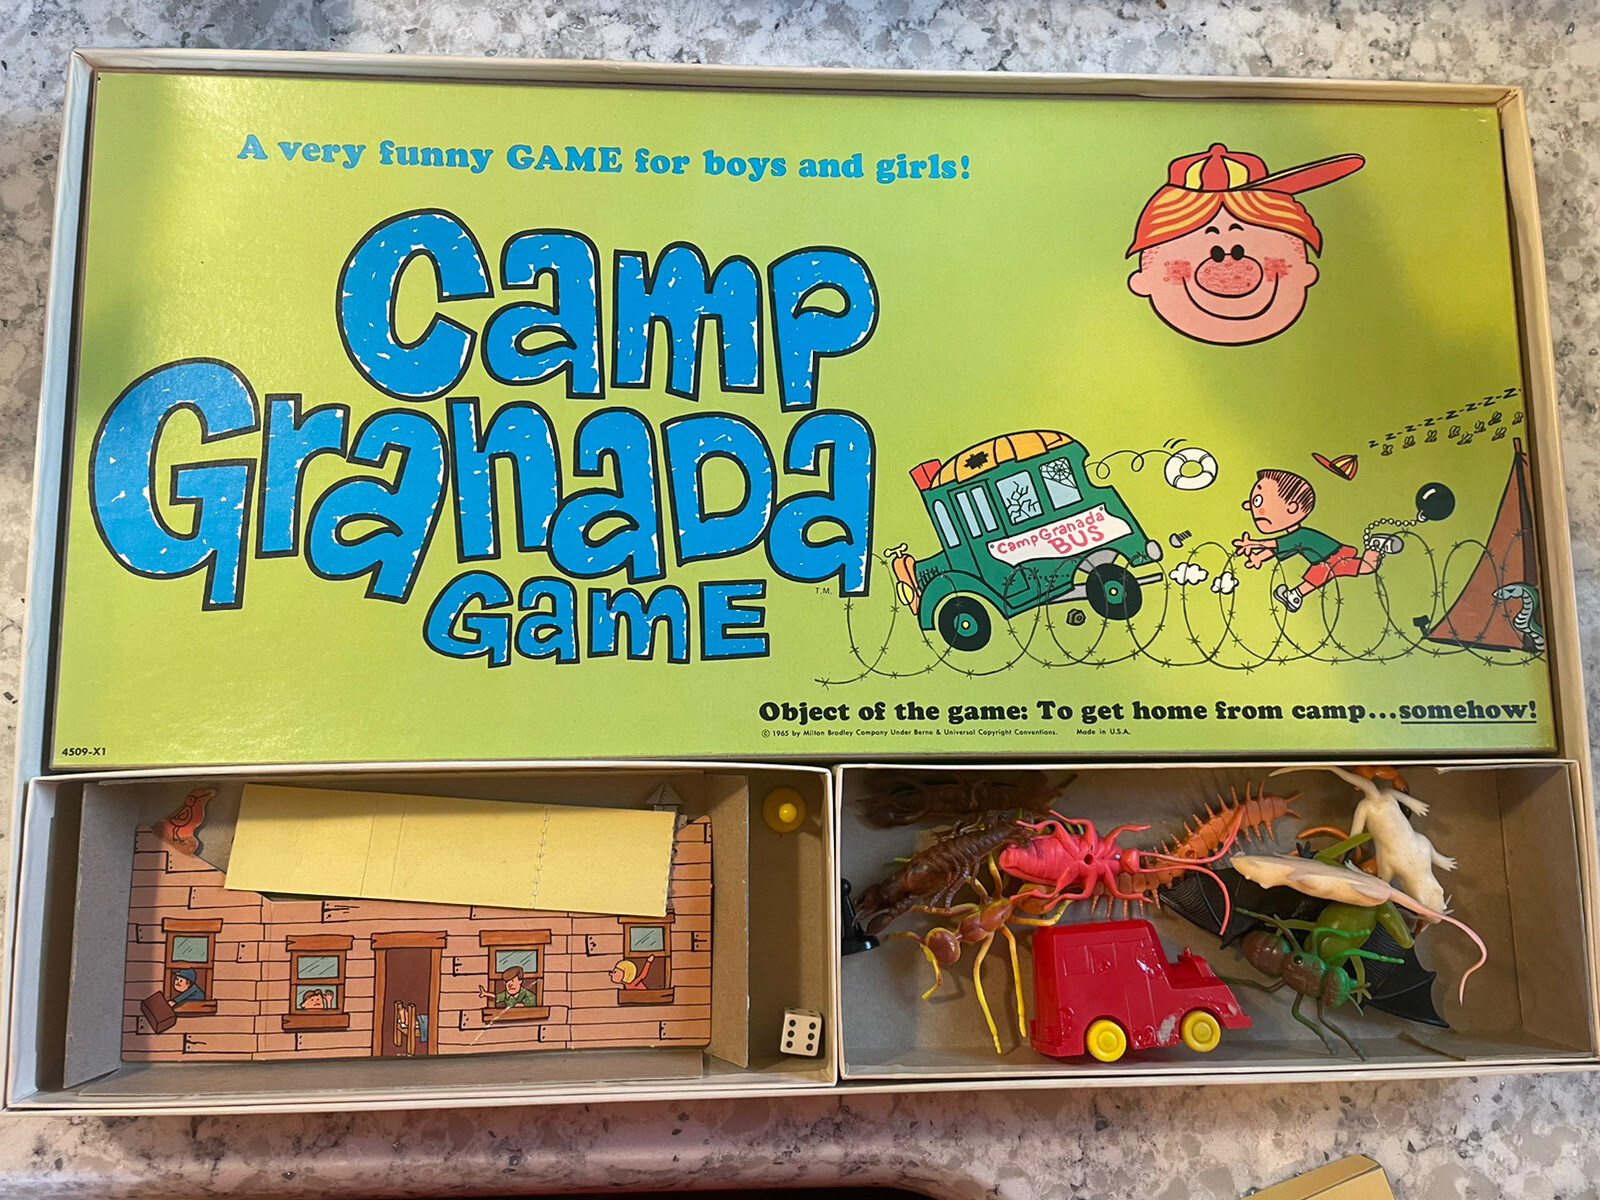 A very funny GAME for boys and girls!
Camp
Granada
T.M.
Game
z-z-z-z-z-z-z
"Camp Granada"
BUS
Object of the game: To get home from camp...somehow!
© 1965 by Milton Bradley Company Under Berne & Universal Copyright Conventions. Made in U.S.A.
4509-X1